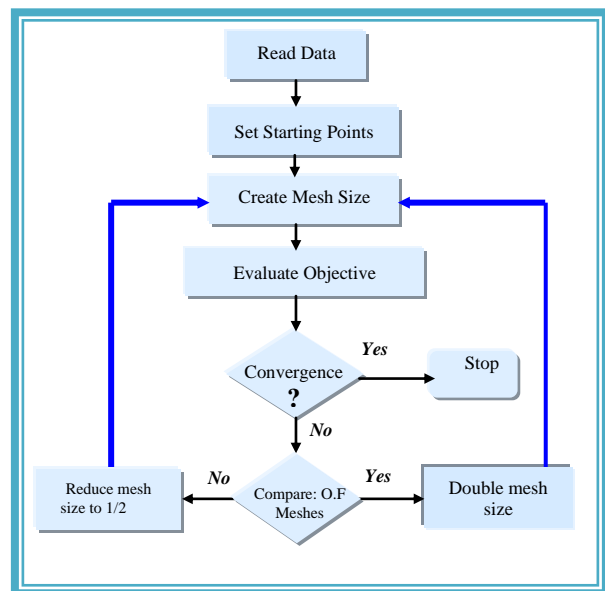 Read Data
Set Starting Points
Create Mesh Size
Evaluate Objective
Yes
Convergence
?
Stop
No
No
Yes
Reduce mesh
size to 1/2
Compare: O.F
Meshes
Double mesh
size